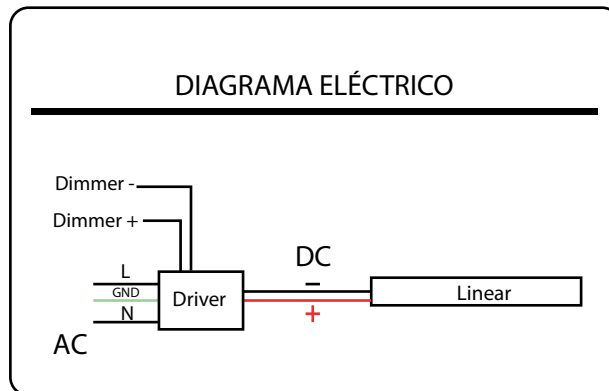 DIAGRAMA ELÉCTRICO
Dimmer -
Dimmer +
L
GND
N
AC
Driver
DC
-
+
Linear